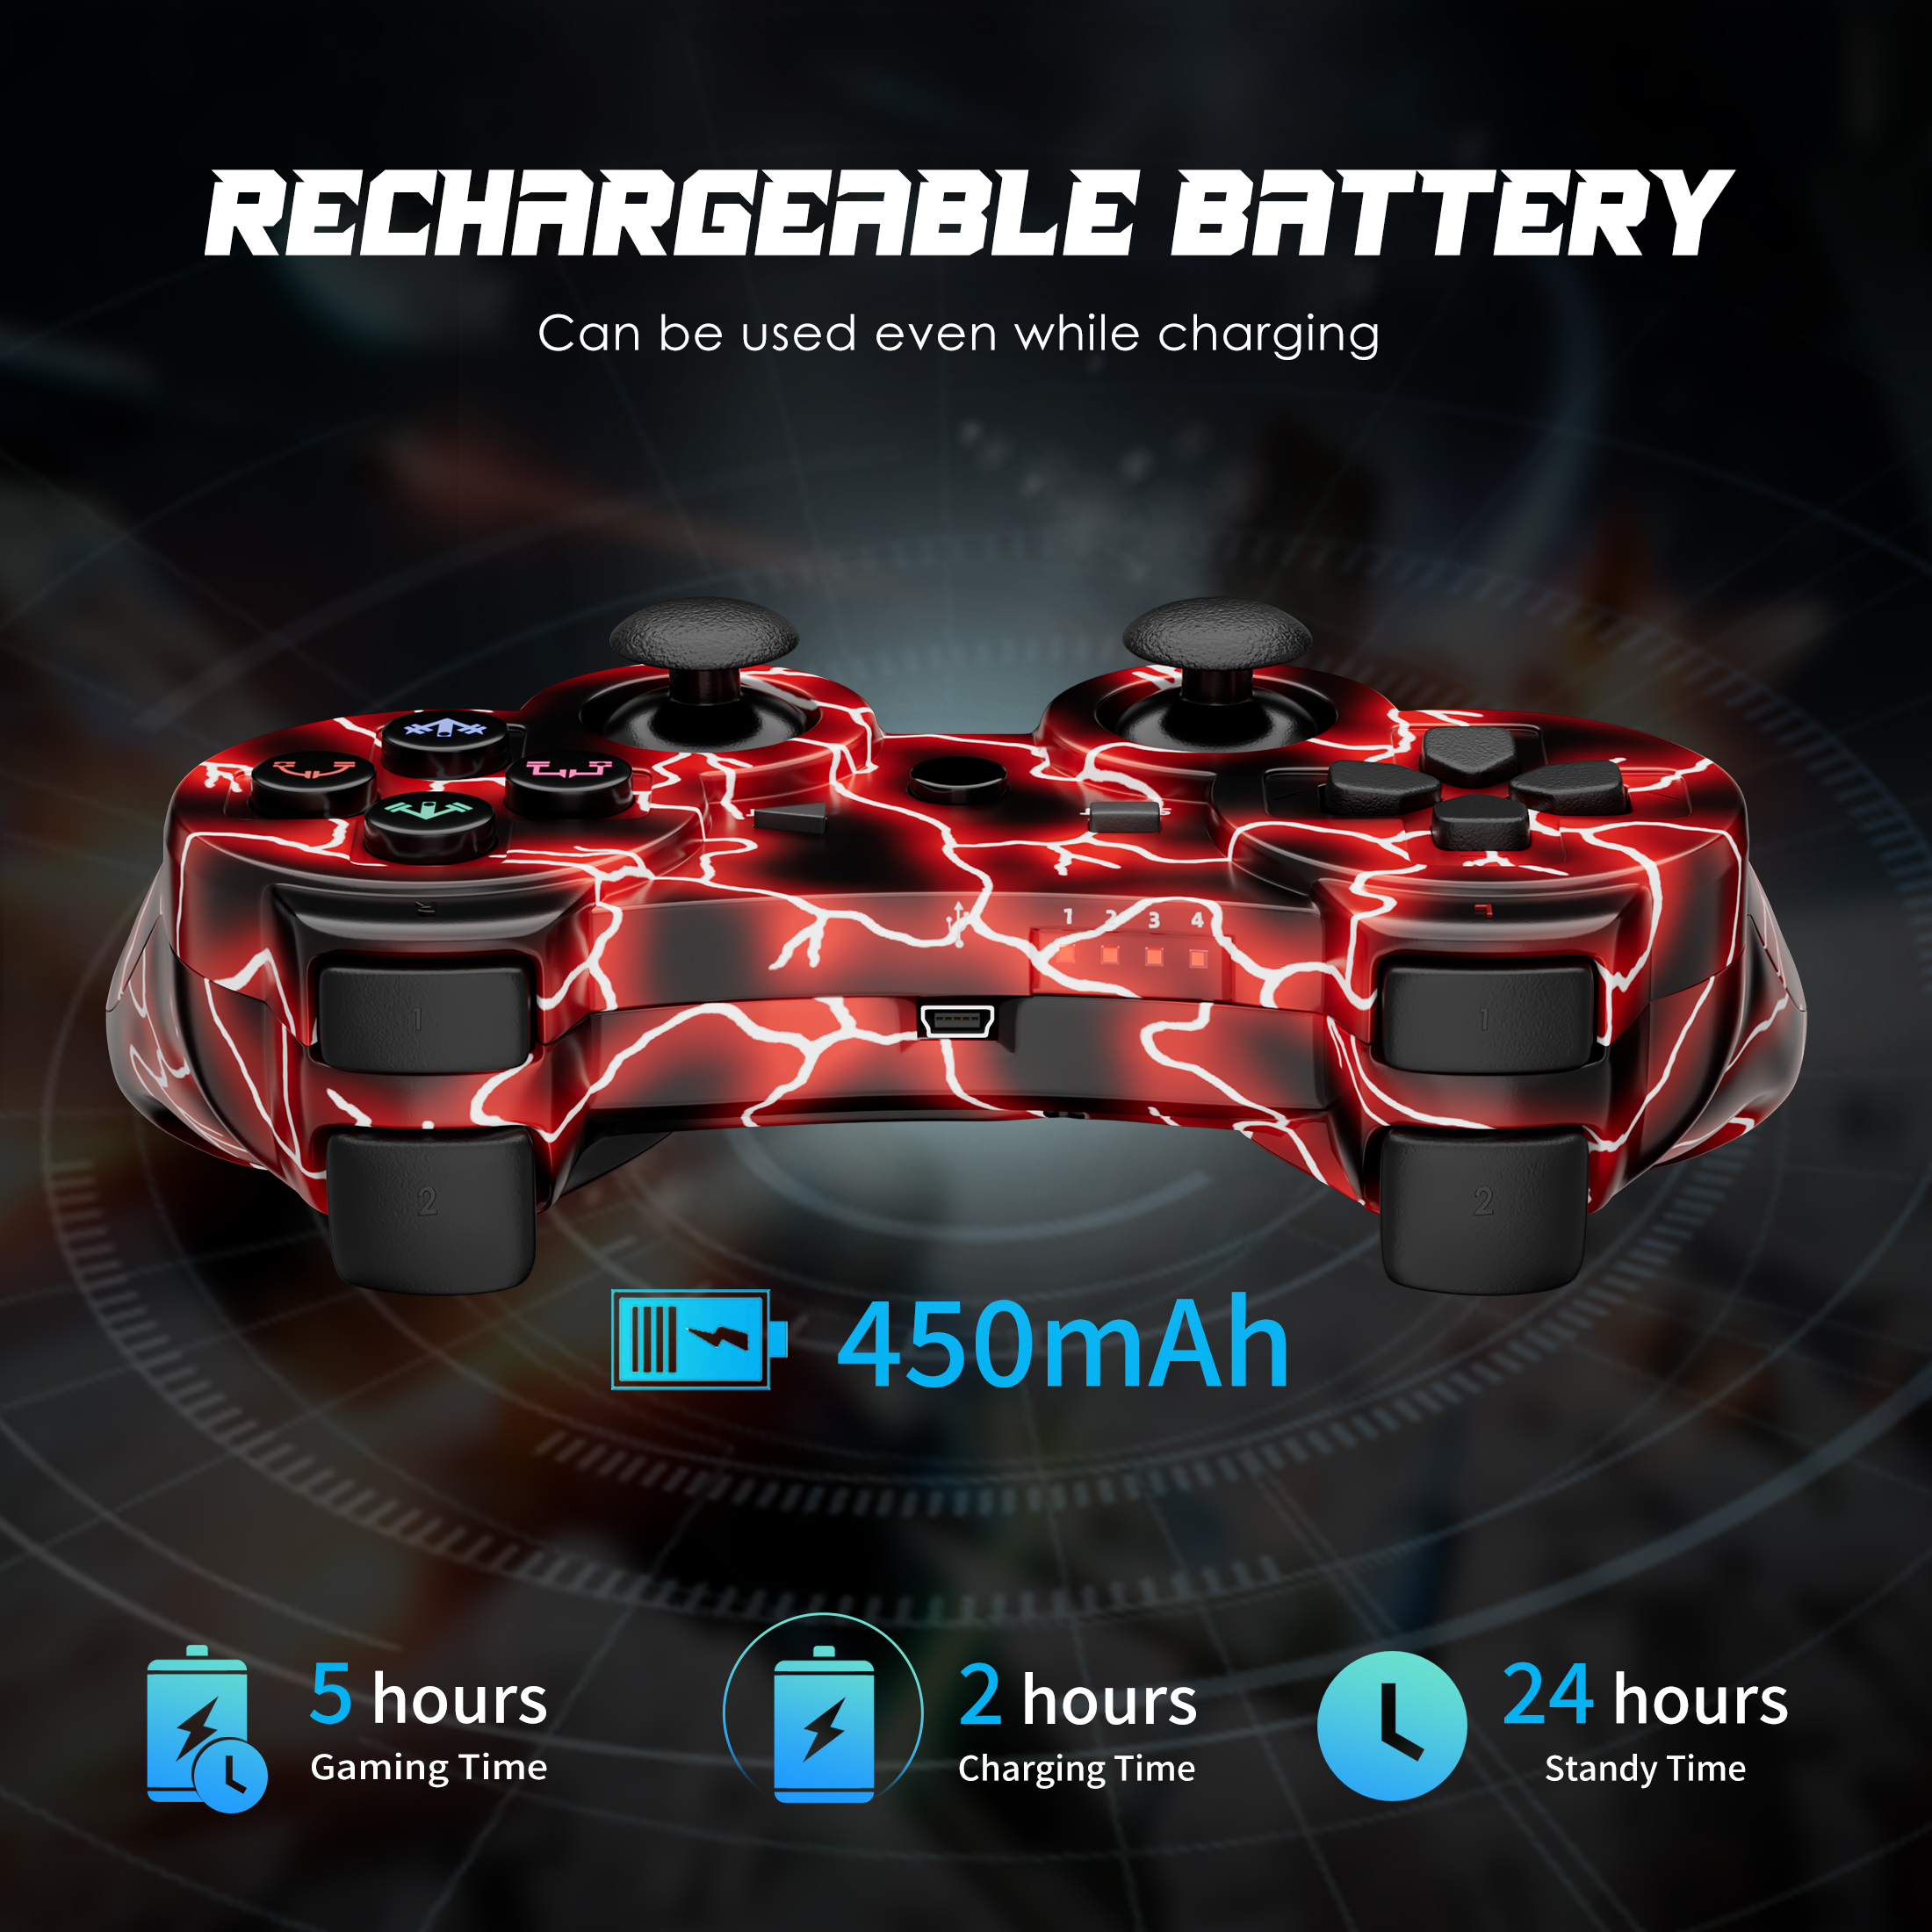 RECHARGEABLE BATTERY
Can be used even while charging
1 2 3 4
1
1
2
2
450mAh
5 hours
Gaming Time
2 hours
Charging Time
24 hours
Standy Time